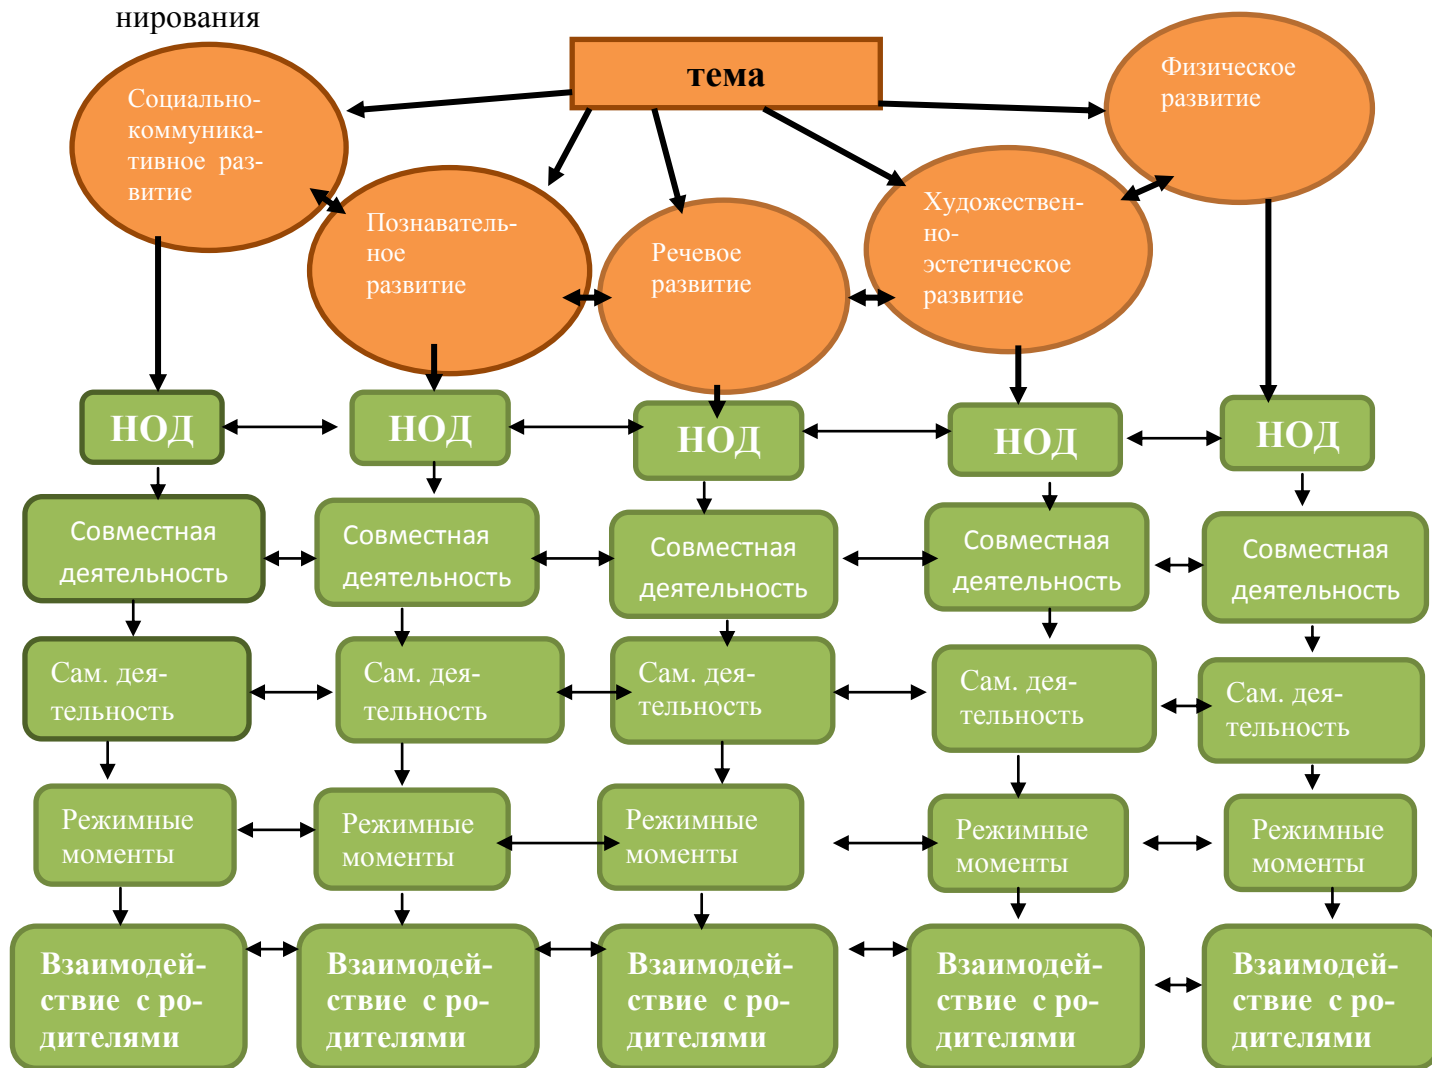 нирования
тема
Социально-
коммуника-
тивное  раз-
витие
Познаватель-
ное
развитие
Речевое
развитие
Художествен-
но-
эстетическое
развитие
Физическое
развитие
НОД
НОД
НОД
НОД
НОД
Совместная
деятельность
Совместная
деятельность
Совместная
деятельность
Совместная
деятельность
Совместная
деятельность
Сам. дея-
тельность
Сам. дея-
тельность
Сам. дея-
тельность
Сам. дея-
тельность
Сам. дея-
тельность
Режимные
моменты
Режимные
моменты
Режимные
моменты
Режимные
моменты
Режимные
моменты
Взаимодей-
ствие  с ро-
дителями
Взаимодей-
ствие  с ро-
дителями
Взаимодей-
ствие  с ро-
дителями
Взаимодей-
ствие  с ро-
дителями
Взаимодей-
ствие  с ро-
дителями